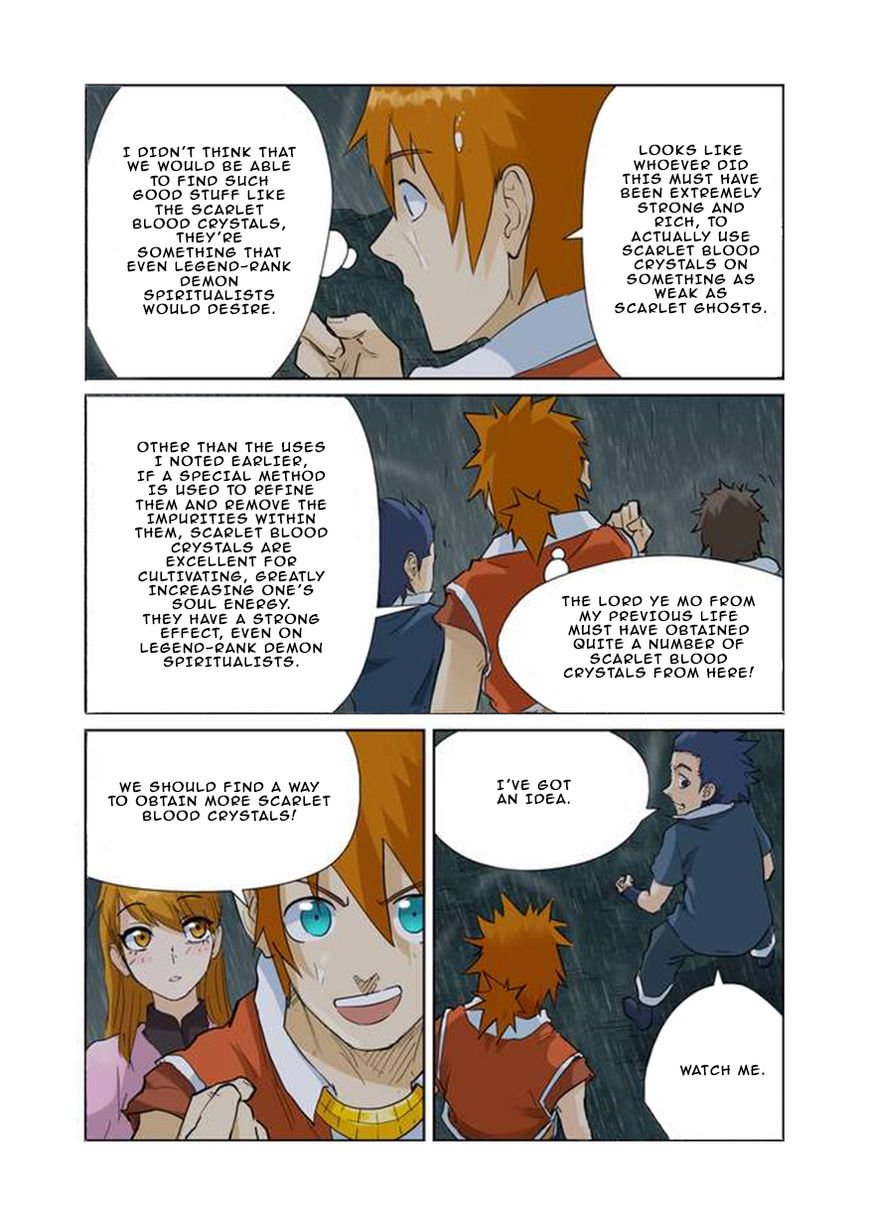 I DIDN'T THINK THAT
WE WOULD BE ABLE
TO FIND SUCH
GOOD STUFF LIKE
THE SCARLET
BLOOD CRYSTALS,
THEY'RE
SOMETHING THAT
EVEN LEGEND-RANK
DEMON
SPIRITUALISTS
WOULD DESIRE.
LOOKS LIKE
WHOEVER DID
THIS MUST HAVE
BEEN EXTREMELY
STRONG AND
RICH, TO
ACTUALLY USE
SCARLET BLOOD
CRYSTALS ON
SOMETHING AS
WEAK AS
SCARLET GHOSTS.
OTHER THAN THE USES
I NOTED EARLIER,
IF A SPECIAL METHOD
IS USED TO REFINE
THEM AND REMOVE THE
IMPURITIES WITHIN
THEM, SCARLET BLOOD
CRYSTALS ARE
EXCELLENT FOR
CULTIVATING, GREATLY
INCREASING ONE'S
SOUL ENERGY.
THEY HAVE A STRONG
EFFECT, EVEN ON
LEGEND-RANK DEMON
SPIRITUALISTS.
THE LORD YE MO FROM
MY PREVIOUS LIFE
MUST HAVE OBTAINED
QUITE A NUMBER OF
SCARLET BLOOD
CRYSTALS FROM HERE!
WE SHOULD FIND A WAY
TO OBTAIN MORE SCARLET
BLOOD CRYSTALS!
I'VE GOT
AN IDEA.
WATCH ME.